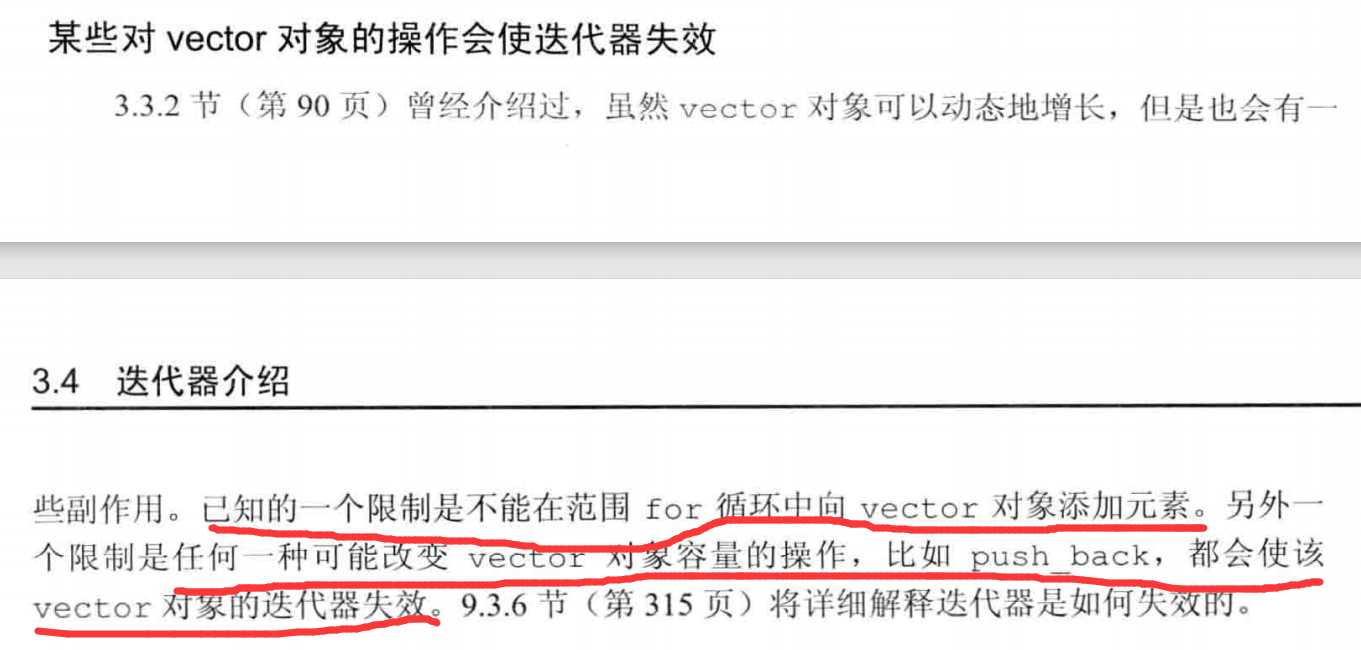 某些对 vector 对象的操作会使迭代器失效
3.3.2 节（第 90 页）曾经介绍过，虽然 vector 对象可以动态地增长，但是也会有一
3.4 迭代器介绍
些副作用。已知的一个限制是不能在范围 for 循环中向 vector 对象添加元素。另外一
个限制是任何一种可能改变 vector 对象容量的操作，比如 push_back，都会使该
vector 对象的迭代器失效。9.3.6 节（第 315 页）将详细解释迭代器是如何失效的。